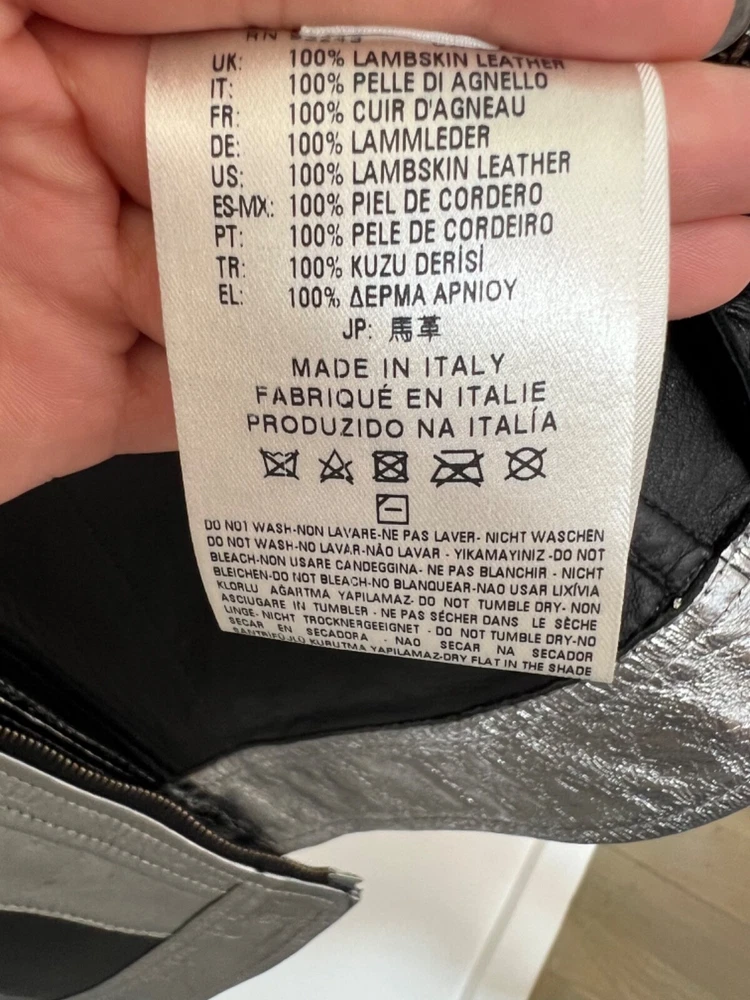 UK: 100% LAMBSKIN LEATHER
IT: 100% PELLE DI AGNELLO
FR: 100% CUIR D'AGNEAU
DE: 100% LAMMLEDER
US: 100% LAMBSKIN LEATHER
ES-MX: 100% PIEL DE CORDERO
PT: 100% PELE DE CORDEIRO
TR: 100% KUZU DERİSİ
EL: 100% ΔΕΡΜΑ ΑΡΝΙΟΥ
JP: 馬革
MADE IN ITALY
FABRIQUÉ EN ITALIE
PRODUZIDO NA ITALÍA
DO NOT WASH-NON LAVARE-NE PAS LAVER- NICHT WASCHEN
DO NOT WASH-NO LAVAR-NÃO LAVAR - YIKAMAYINIZ -DO NOT
BLEACH-NON USARE CANDEGGINA- NE PAS BLANCHIR - NICHT
BLEICHEN-DO NOT BLEACH-NO BLANQUEAR-NAO USAR LIXÍVIA
KLORLU AĞARTMA YAPILAMAZ- DO NOT TUMBLE DRY- NON
ASCIUGARE IN TUMBLER - NE PAS SÉCHER DANS LE SÈCHE
LINGE- NICHT TROCKNERGEEIGNET - DO NOT TUMBLE DRY-NO
SECAR EN SECADORA - NAO SECAR NA SECADOR
SANTRİFÜJLÜ KURUTMA YAPILAMAZ-DRY FLAT IN THE SHADE